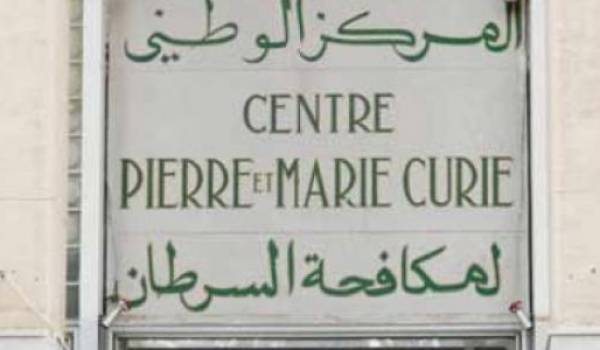 المركز الوطني
CENTRE
PIERRE ET MARIE CURIE
لمكافحة السرطان